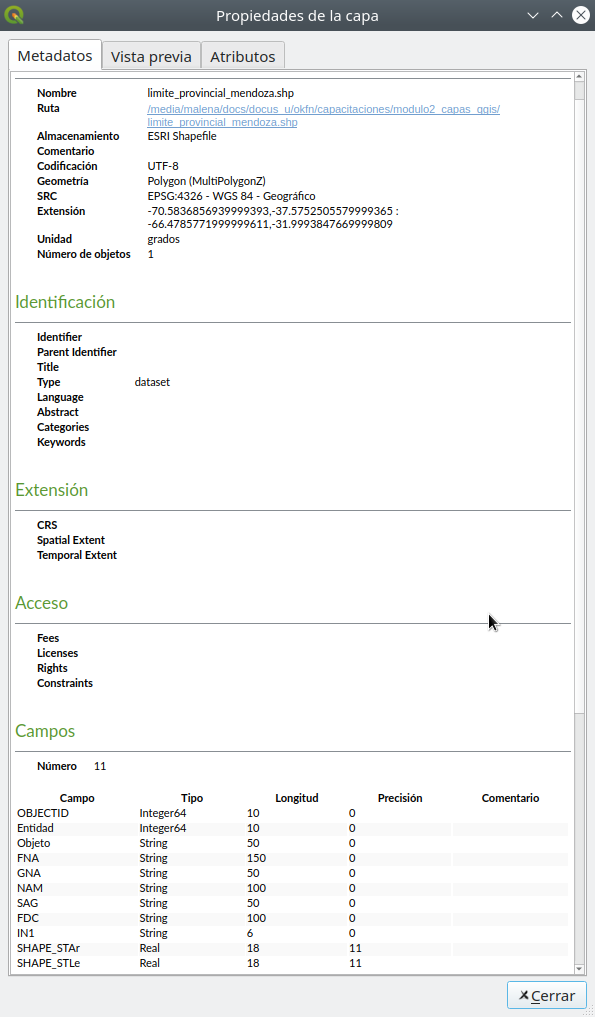 Propiedades de la capa
Metadatos Vista previa Atributos
Nombre limite_provincial_mendoza.shp
Ruta /media/malena/docs/docus_u/okfn/capacitaciones/modulo2_capas_qgis/
limite_provincial_mendoza.shp
Almacenamiento ESRI Shapefile
Comentario
Codificación UTF-8
Geometría Polygon (MultiPolygonZ)
SRC EPSG:4326 - WGS 84 - Geográfico
Extensión -70.5836856939999393,-37.5752505579999365 :
-66.4785771999999611,-31.9993847669999809
Unidad grados
Número de objetos 1
Identificación
Identifier
Parent Identifier
Title
Type dataset
Language
Abstract
Categories
Keywords
Extensión
CRS
Spatial Extent
Temporal Extent
Acceso
Fees
Licenses
Rights
Constraints
Campos
Número 11
Campo Tipo Longitud Precisión Comentario
OBJECTID Integer64 10 0
Entidad Integer64 10 0
Objeto String 50 0
FNA String 150 0
GNA String 50 0
NAM String 100 0
SAG String 50 0
FDC String 100 0
IN1 String 6 0
SHAPE_STAr Real 18 11
SHAPE_STLe Real 18 11
Cerrar